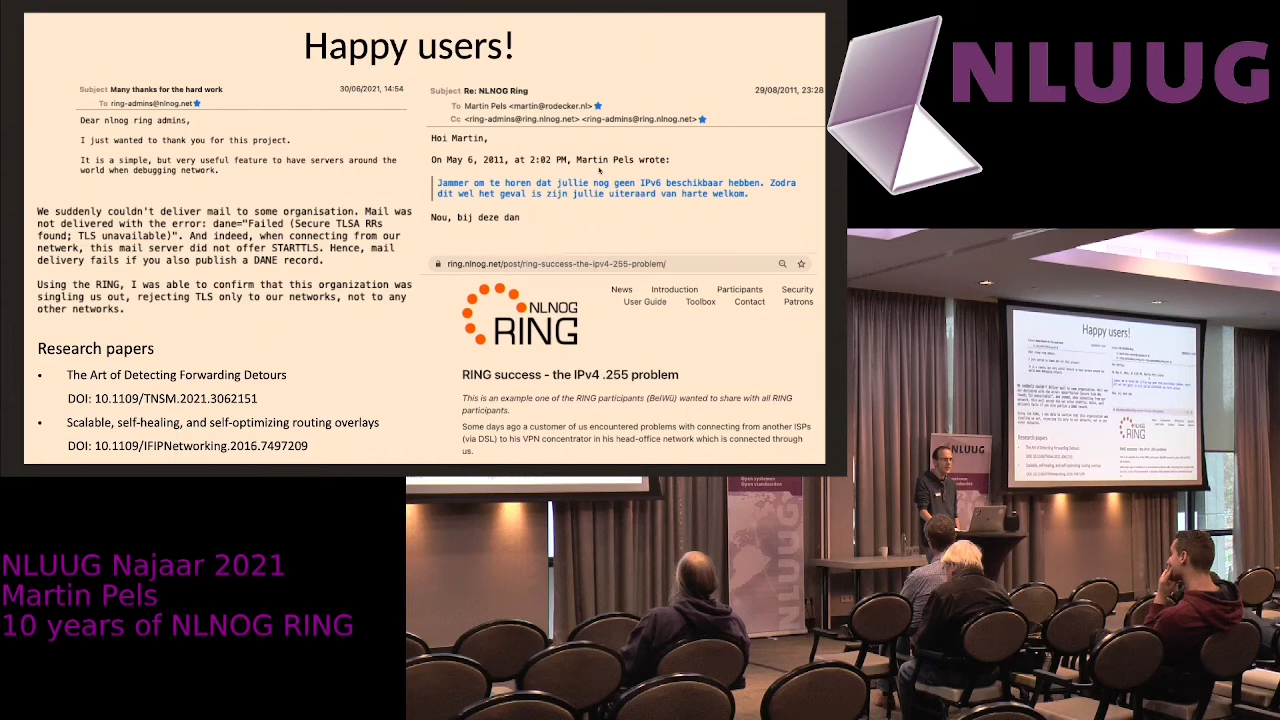 Happy users!
Subject Many thanks for the hard work 30/06/2021, 14:54
To ring-admins@nlnog.net
Dear nlnog ring admins,
I just wanted to thank you for this project.
It is a simple, but very useful feature to have servers around the
world when debugging network.
We suddenly couldn't deliver mail to some organisation. Mail was
not delivered with the error: dane="Failed (Secure TLSA RRs
found; TLS unavailable)". And indeed, when connecting from our
netwerk, this mail server did not offer STARTTLS. Hence, mail
delivery fails if you also publish a DANE record.
Using the RING, I was able to confirm that this organization was
singling us out, rejecting TLS only to our networks, not to any
other networks.
Research papers
• The Art of Detecting Forwarding Detours
DOI: 10.1109/TNSM.2021.3062151
• Scalable, self-healing, and self-optimizing routing overlays
DOI: 10.1109/IFIPNetworking.2016.7497209
Subject Re: NLNOG Ring 29/08/2011, 23:28
To Martin Pels <martin@rodecker.nl>
Cc <ring-admins@ring.nlnog.net> <ring-admins@ring.nlnog.net>
Hoi Martin,
On May 6, 2011, at 2:02 PM, Martin Pels wrote:
Jammer om te horen dat jullie nog geen IPv6 beschikbaar hebben. Zodra
dit wel het geval is zijn jullie uiteraard van harte welkom.
Nou, bij deze dan
ring.nlnog.net/post/ring-success-the-ipv4-255-problem/
NLNOG
RING
News Introduction Participants Security
User Guide Toolbox Contact Patrons
RING success - the IPv4 .255 problem
This is an example one of the RING participants (BelWü) wanted to share with all RING
participants.
Some days ago a customer of us encountered problems with connecting from another ISPs
(via DSL) to his VPN concentrator in his head-office network which is connected through
us.
NLUUG
Happy users!
Research papers
NLUUG
NLUUG
NLUUG Najaar 2021
Martin Pels
10 years of NLNOG RING